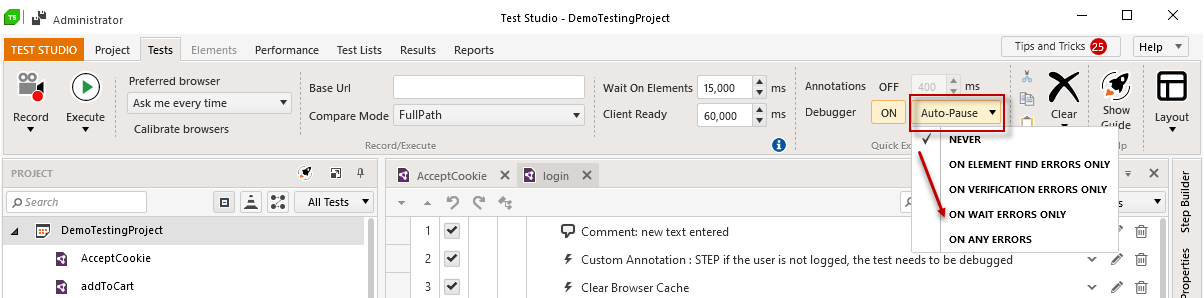 TS
Administrator
Test Studio - DemoTestingProject
TEST STUDIO
Project
Tests
Elements
Performance
Test Lists
Results
Reports
Tips and Tricks 25
Help
Record
Execute
Preferred browser
Ask me every time
Calibrate browsers
Base Url
Compare Mode FullPath
Wait On Elements 15,000 ms
Client Ready 60,000 ms
Record/Execute
Annotations OFF 400 ms
Debugger ON Auto-Pause
Quick Ex
Clear
Show Guide
Layout
NEVER
ON ELEMENT FIND ERRORS ONLY
ON VERIFICATION ERRORS ONLY
ON WAIT ERRORS ONLY
ON ANY ERRORS
PROJECT
Search
All Tests
DemoTestingProject
AcceptCookie
addToCart
AcceptCookie
login
1 Comment: new text entered
2 Custom Annotation : STEP if the user is not logged, the test needs to be debugged
3 Clear Browser Cache
Step Builder
Properties